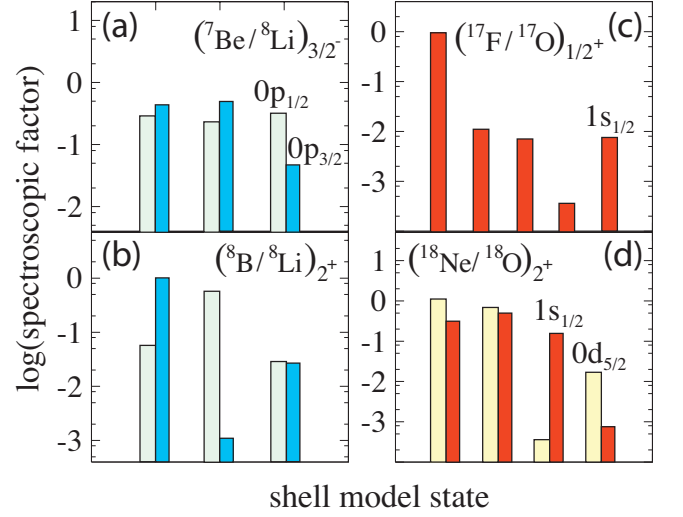 (a) (⁷Be/⁸Li)₃/₂-
1
0
-1
-2
0p₁/₂
0p₃/₂
(c) (¹⁷F/¹⁷O)₁/₂+
0
-1
-2
-3
1s₁/₂
(b) (⁸B/⁸Li)₂+
0
-1
-2
-3
(d) (¹⁸Ne/¹⁸O)₂+
1
0
-1
-2
-3
1s₁/₂
0d₅/₂
log(spectroscopic factor)
shell model state